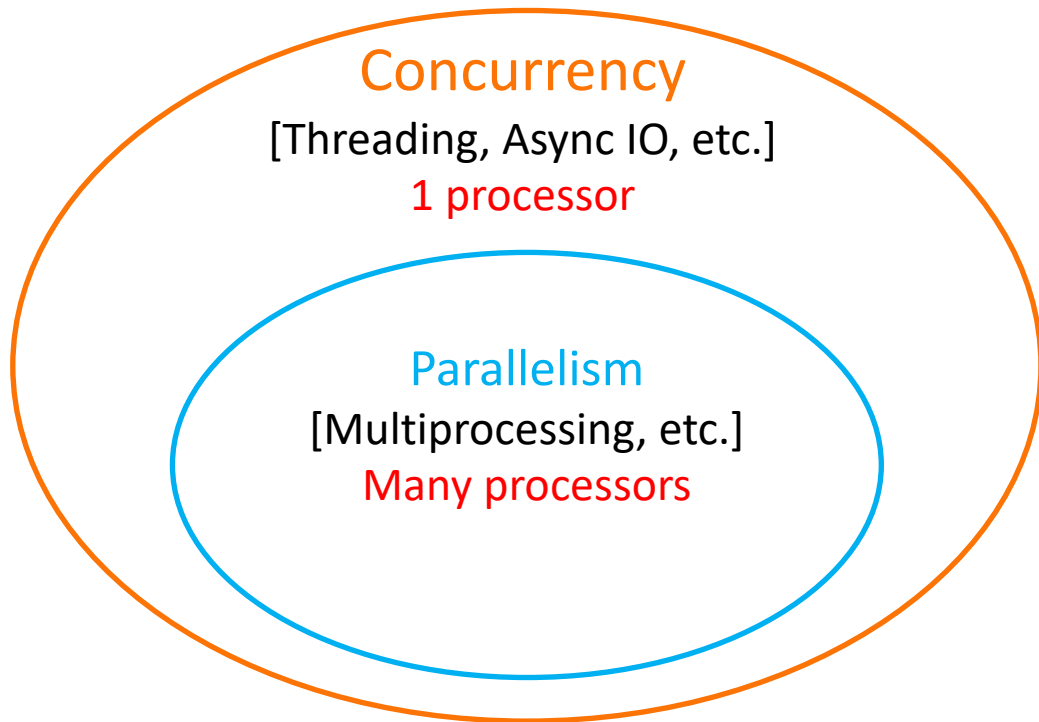 Concurrency
[Threading, Async IO, etc.]
1 processor
Parallelism
[Multiprocessing, etc.]
Many processors